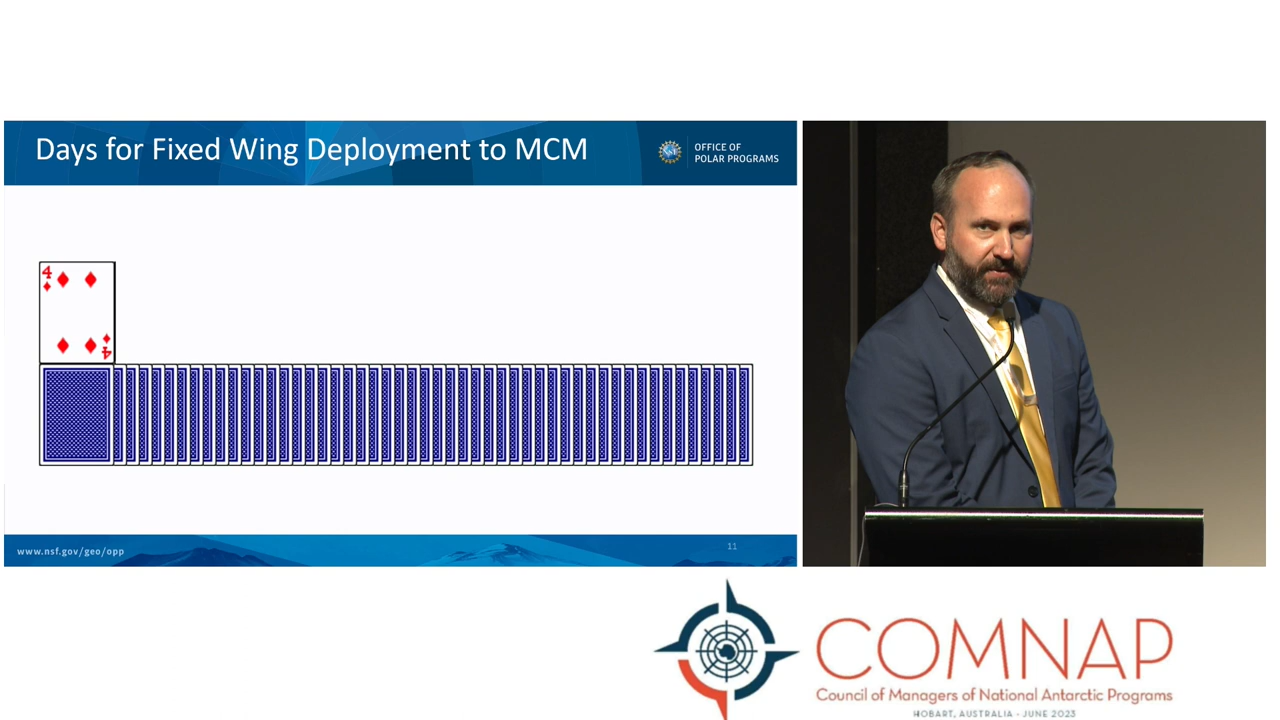 Days for Fixed Wing Deployment to MCM
OFFICE OF
POLAR PROGRAMS
NSF
4
4
www.nsf.gov/geo/opp
11
COMNAP
Council of Managers of National Antarctic Programs
HOBART, AUSTRALIA - JUNE 2023